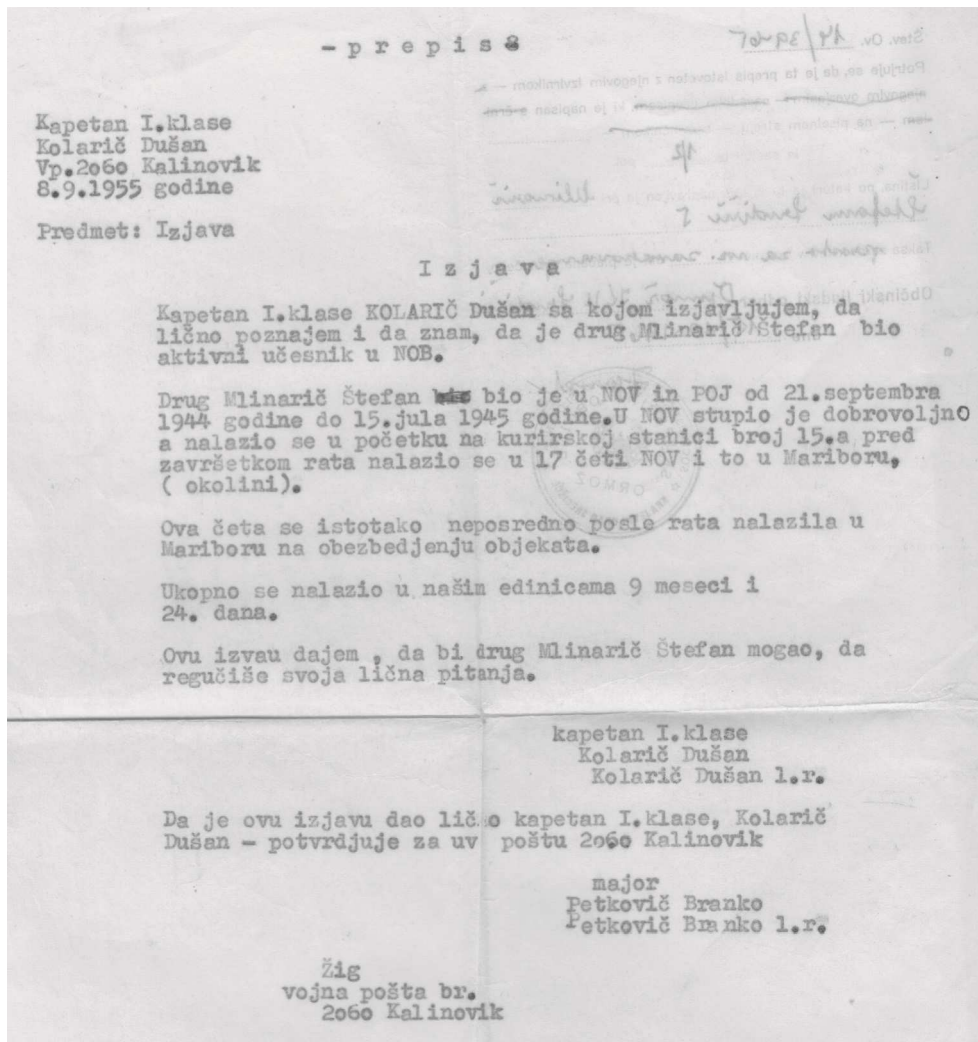 - p r e p i s
Kapetan I.klase
Kolarič Dušan
Vp.2o6o Kalinovik
8.9.1955 godine
Predmet: Izjava
I z j a v a
Kapetan I.klase KOLARIČ Dušan sa kojom izjavljujem, da
lično poznajem i da znam, da je drug Mlinarič Štefan bio
aktivni učesnik u NOB.
Drug Mlinarič Štefan bio je u NOV in POJ od 21.septembra
1944 godine do 15.jula 1945 godine.U NOV stupio je dobrovoljno
a nalazio se u početku na kurirskoj stanici broj 15.a pred
završetkom rata nalazio se u 17 četi NOV i to u Mariboru,
( okolini).
Ova četa se istotako neposredno posle rata nalazila u
Mariboru na obezbedjenju objekata.
Ukopno se nalazio u našim edinicama 9 meseci i
24. dana.
Ovu izvau dajem , da bi drug Mlinarič Štefan mogao, da
regučiše svoja lična pitanja.
kapetan I.klase
Kolarič Dušan
Kolarič Dušan l.r.
Da je ovu izjavu dao lično kapetan I.klase, Kolarič
Dušan - potvrdjuje za uv poštu 2o6o Kalinovik
major
Petkovič Branko
Petkovič Branko l.r.
Žig
vojna pošta br.
2o6o Kalinovik